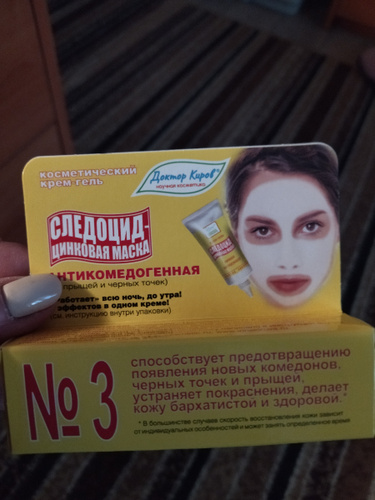 косметический
крем-гель
Доктор Киров®
научная косметика
СЛЕДОЦИД-
ЦИНКОВАЯ МАСКА
АНТИКОМЕДОГЕННАЯ
прыщей и черных точек)
ботает» всю ночь, до утра!
эффектов в одном креме!
инструкцию внутри упаковки)
СЛЕДОЦИД-
№ 3
способствует предотвращению
появления новых комедонов,
черных точек и прыщей,
устраняет покраснения, делает
кожу бархатистой и здоровой.*
* В большинстве случаев скорость восстановления кожи зависит
от индивидуальных особенностей и может занять определенное время